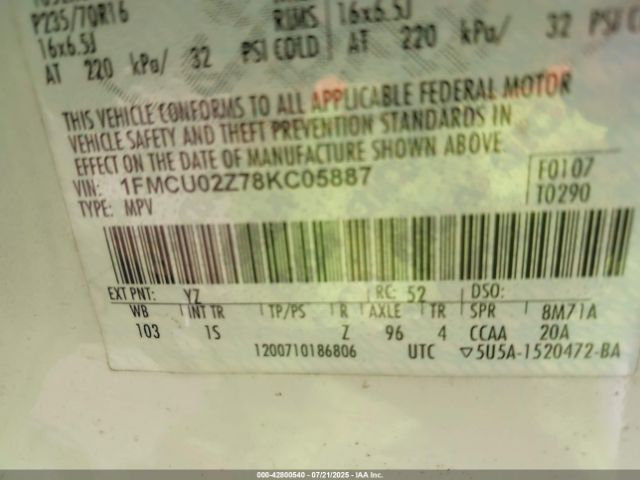 P235/70R16 RIMS 16x6.5J
16x6.5J AT 220 kPa/ 32 PSI COLD
AT 220 kPa/ 32 PSI COLD
THIS VEHICLE CONFORMS TO ALL APPLICABLE FEDERAL MOTOR
VEHICLE SAFETY AND THEFT PREVENTION STANDARDS IN
EFFECT ON THE DATE OF MANUFACTURE SHOWN ABOVE.
VIN: 1FMCU02Z78KC05887 F0107
TYPE: MPV T0290
EXT PNT: YZ RC: 52 DSO:
WB INT TR TP/PS R AXLE TR SPR 8M71A
103 1S Z 96 4 CCAA 20A
1200710186806 UTC ▽5U5A-1520472-BA
000-42800540 - 07/21/2025 - IAAI.com